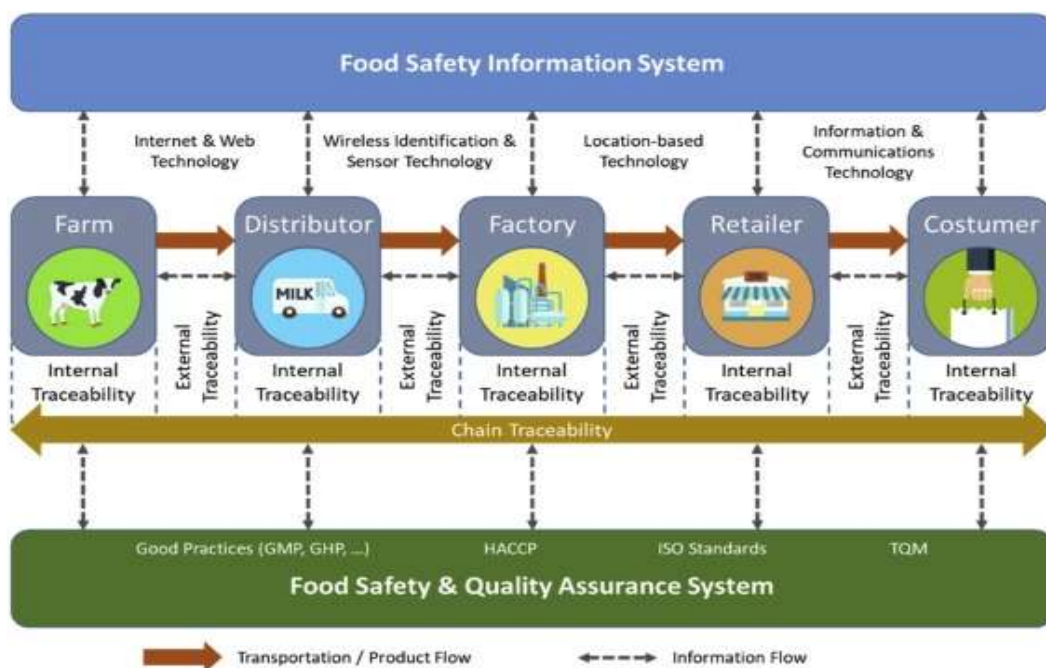 Food Safety Information System
Internet & Web
Technology
Wireless Identification &
Sensor Technology
Location-based
Technology
Information &
Communications
Technology
Farm
Distributor
Factory
Retailer
Costumer
MILK
Internal
Traceability
External
Traceability
Internal
Traceability
External
Traceability
Internal
Traceability
External
Traceability
Internal
Traceability
External
Traceability
Internal
Traceability
Chain Traceability
Good Practices (GMP, GHP, ...)
HACCP
ISO Standards
TQM
Food Safety & Quality Assurance System
Transportation / Product Flow
Information Flow